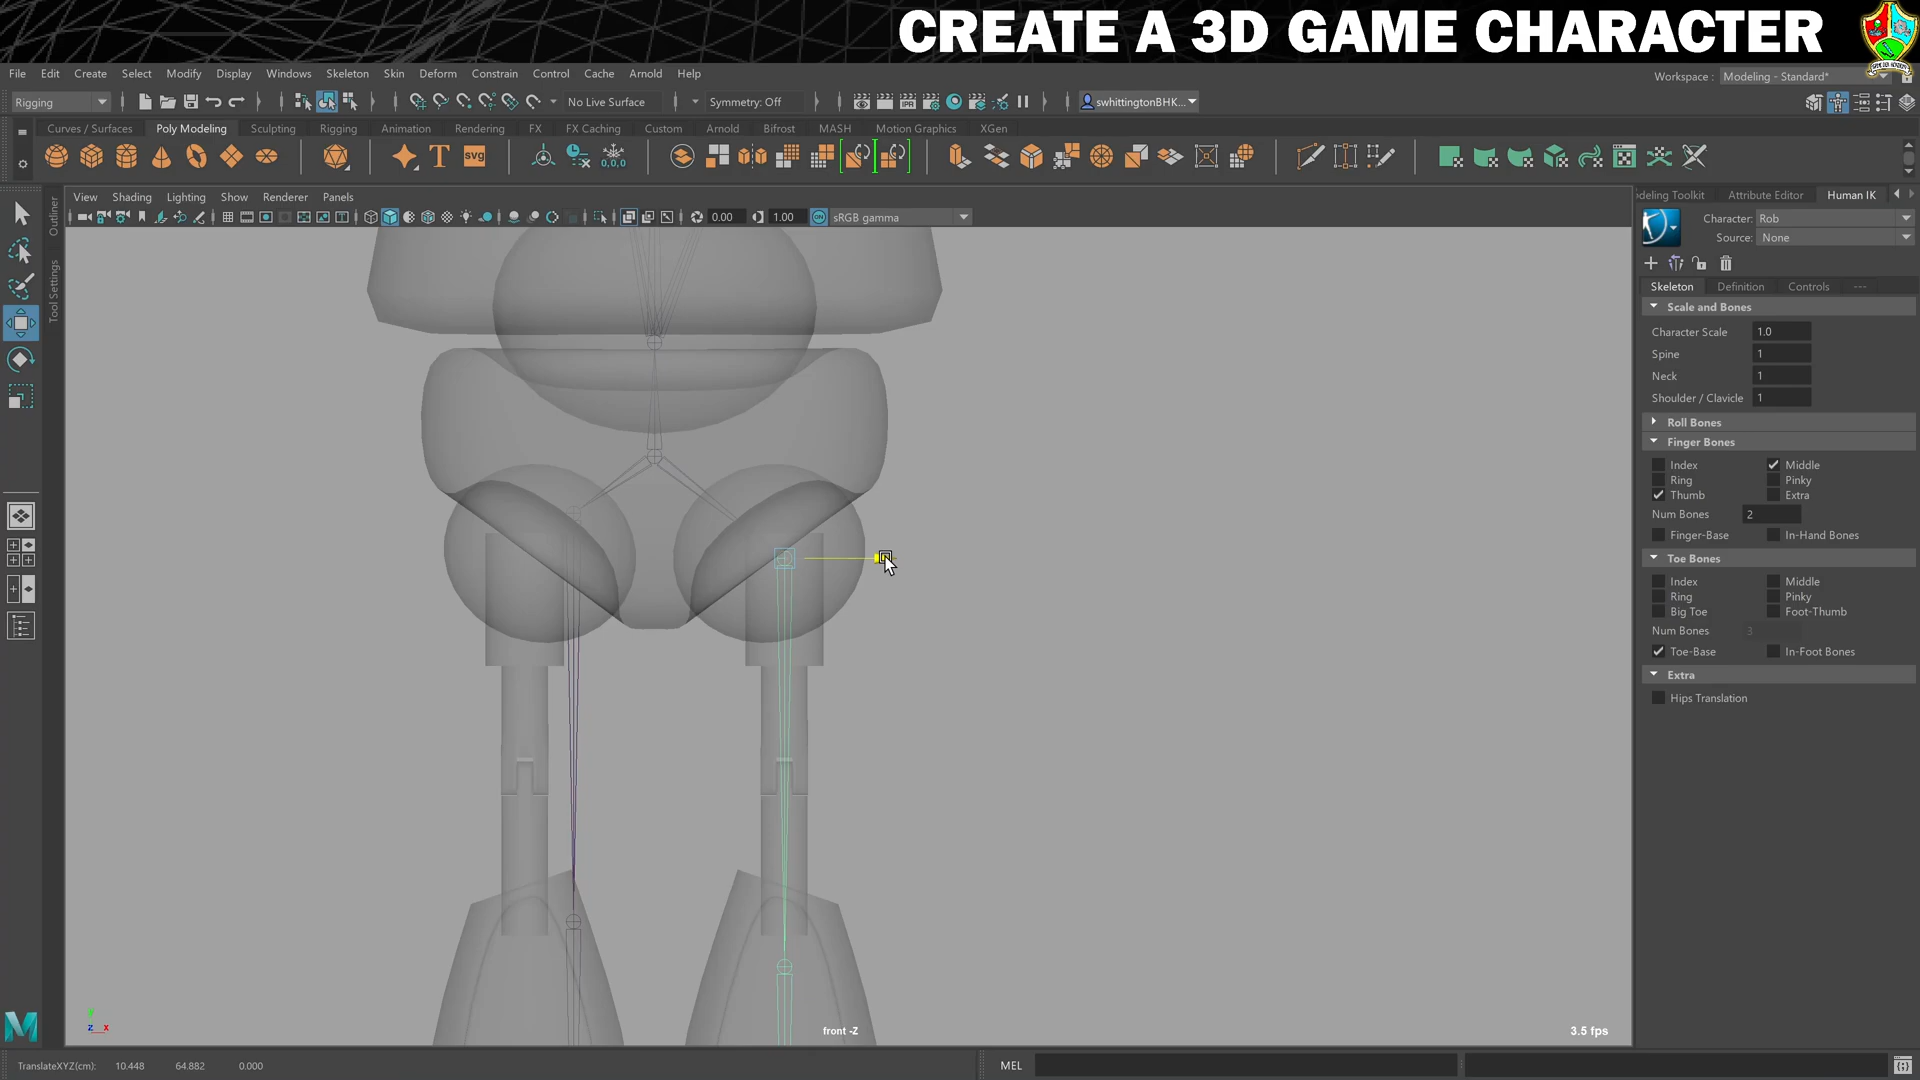 CREATE A 3D GAME CHARACTER
File Edit Create Select Modify Display Windows Skeleton Skin Deform Constrain Control Cache Arnold Help
Workspace : Modeling - Standard*
Rigging No Live Surface Symmetry: Off swhittingtonBHK...
Curves / Surfaces Poly Modeling Sculpting Rigging Animation Rendering FX FX Caching Custom Arnold Bifrost MASH Motion Graphics XGen
T svg 0,0,0
IPR
View Shading Lighting Show Renderer Panels
0.00 1.00 ON sRGB gamma
Outliner
Tool Settings
deling Toolkit Attribute Editor Human IK
Character: Rob
Source: None
Skeleton Definition Controls ---
Scale and Bones
Character Scale 1.0
Spine 1
Neck 1
Shoulder / Clavicle 1
Roll Bones
Finger Bones
Index Middle
Ring Pinky
Thumb Extra
Num Bones 2
Finger-Base In-Hand Bones
Toe Bones
Index Middle
Ring Pinky
Big Toe Foot-Thumb
Num Bones 3
Toe-Base In-Foot Bones
Extra
Hips Translation
y
z x
front -Z
3.5 fps
M
TranslateXYZ(cm): 10.448 64.882 0.000
MEL